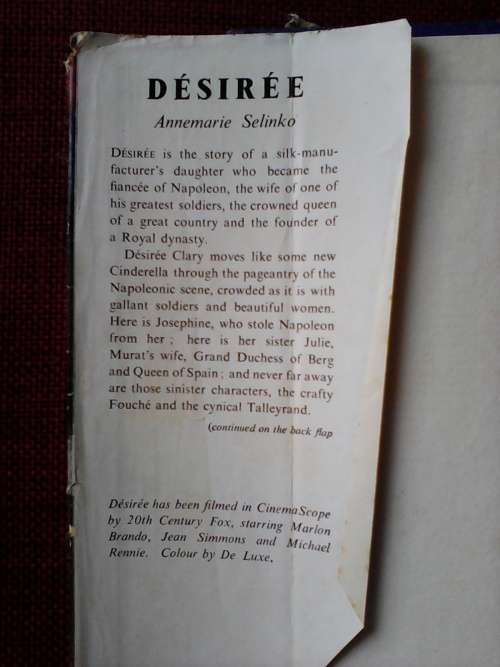 DÉSIRÉE
Annemarie Selinko
DÉSIRÉE is the story of a silk-manu-
facturer's daughter who became the
fiancée of Napoleon, the wife of one of
his greatest soldiers, the crowned queen
of a great country and the founder of
a Royal dynasty.
Désirée Clary moves like some new
Cinderella through the pageantry of the
Napoleonic scene, crowded as it is with
gallant soldiers and beautiful women.
Here is Josephine, who stole Napoleon
from her ; here is her sister Julie,
Murat's wife, Grand Duchess of Berg
and Queen of Spain ; and never far away
are those sinister characters, the crafty
Fouché and the cynical Talleyrand.
(continued on the back flap
Désirée has been filmed in CinemaScope
by 20th Century Fox, starring Marlon
Brando, Jean Simmons and Michael
Rennie. Colour by De Luxe,